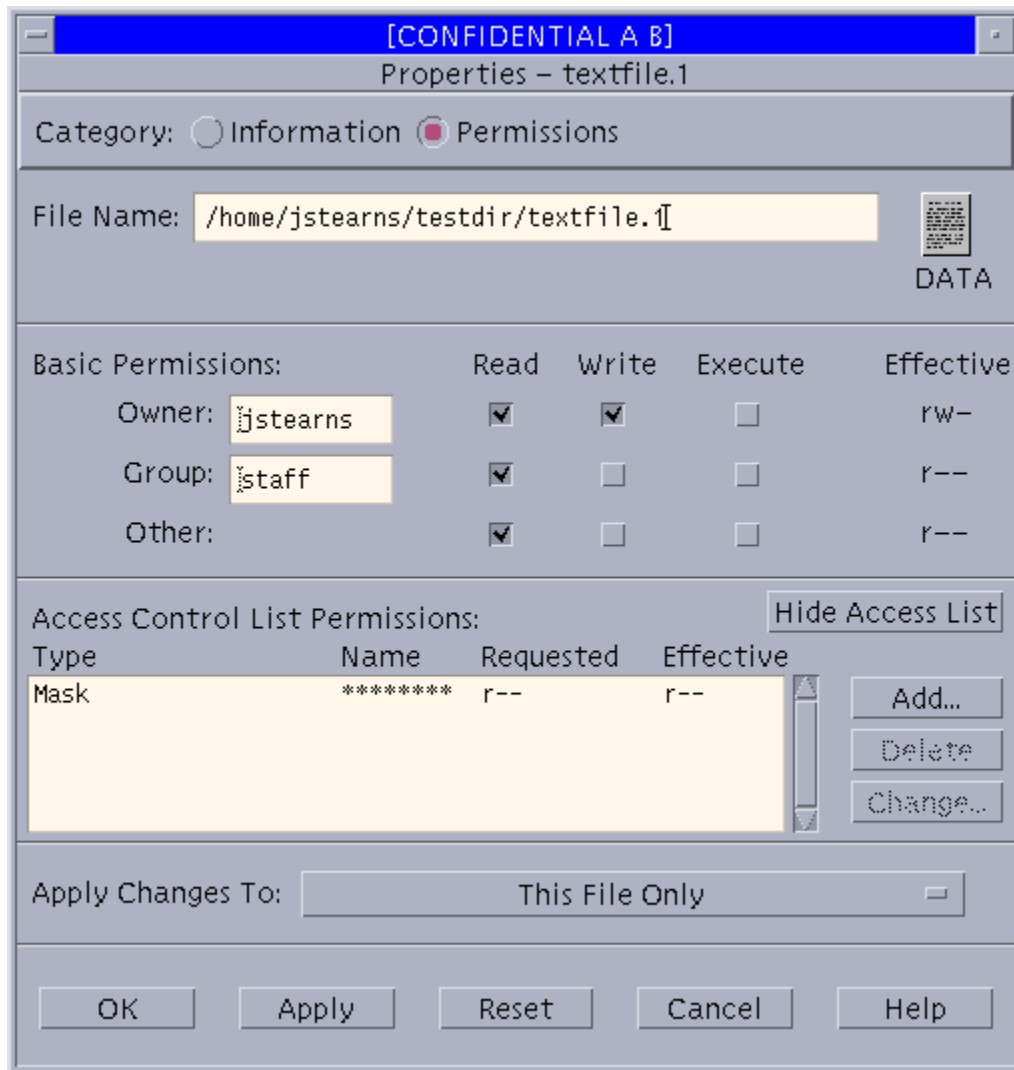 [CONFIDENTIAL A B]
Properties – textfile.1
Category: Information Permissions
File Name: /home/jstearns/testdir/textfile.1
DATA
Basic Permissions: Read Write Execute Effective
Owner: jstearns rw-
Group: staff r--
Other: r--
Access Control List Permissions: Hide Access List
Type Name Requested Effective
Mask ******** r-- r--
Add...
Delete
Change...
Apply Changes To: This File Only
OK Apply Reset Cancel Help